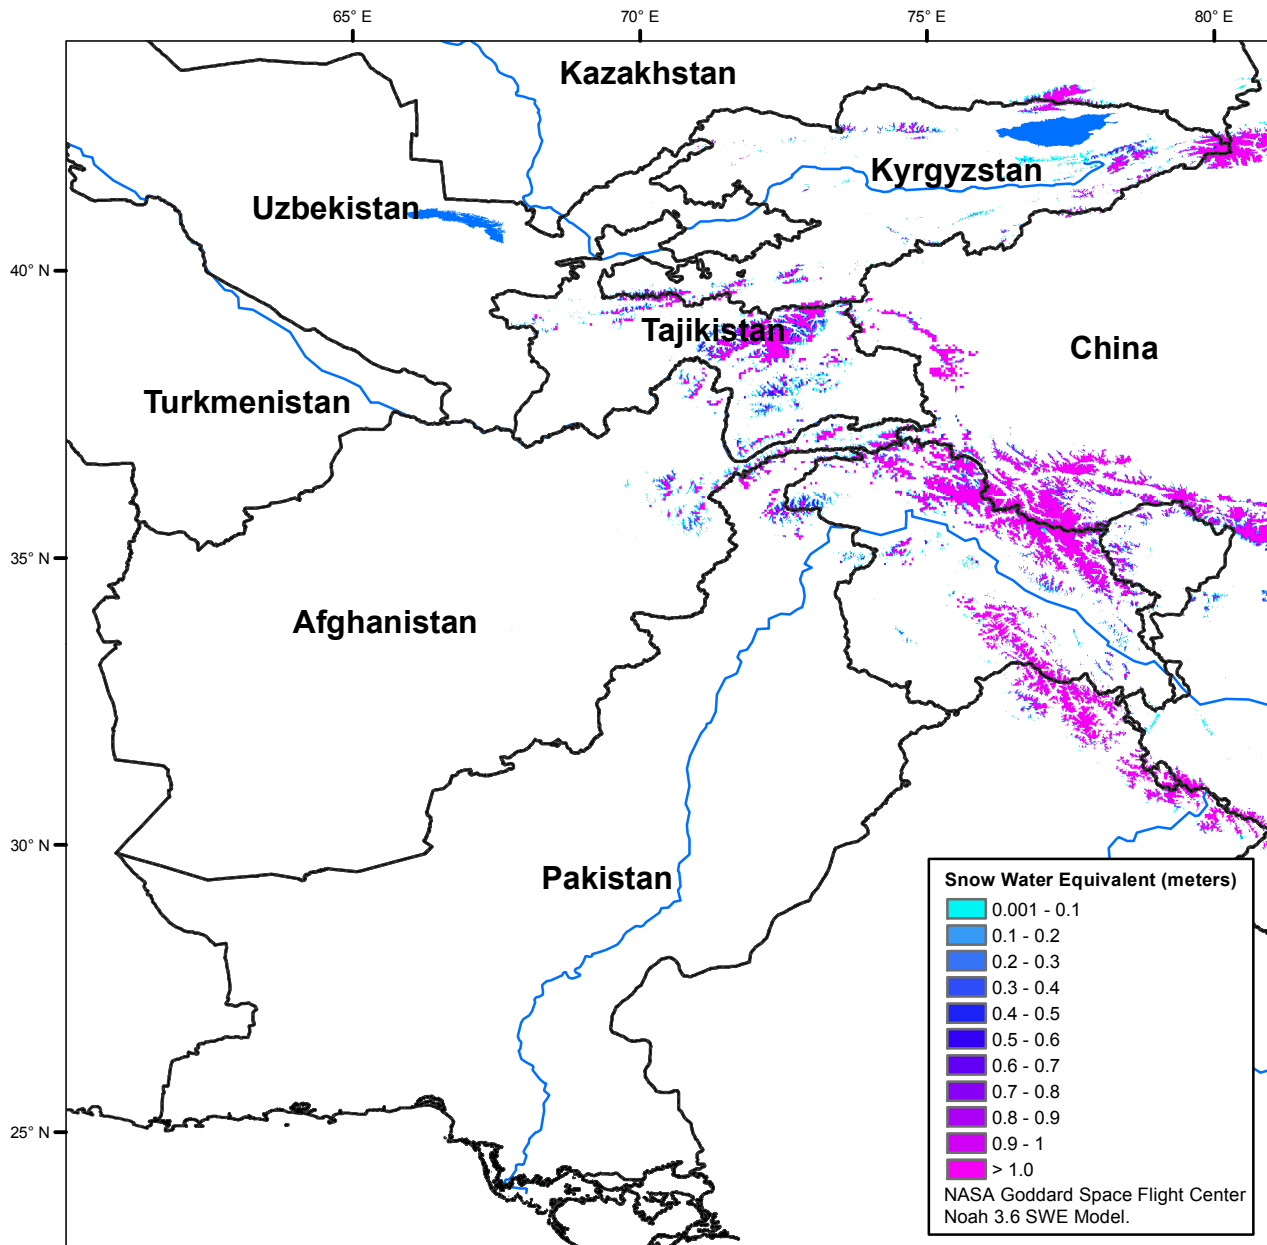 65° E 70° E 75° E 80° E
Kazakhstan
Kyrgyzstan
Uzbekistan
40° N
Tajikistan
China
Turkmenistan
35° N
Afghanistan
30° N
Pakistan
25° N
Snow Water Equivalent (meters)
0.001 - 0.1
0.1 - 0.2
0.2 - 0.3
0.3 - 0.4
0.4 - 0.5
0.5 - 0.6
0.6 - 0.7
0.7 - 0.8
0.8 - 0.9
0.9 - 1
> 1.0
NASA Goddard Space Flight Center
Noah 3.6 SWE Model.